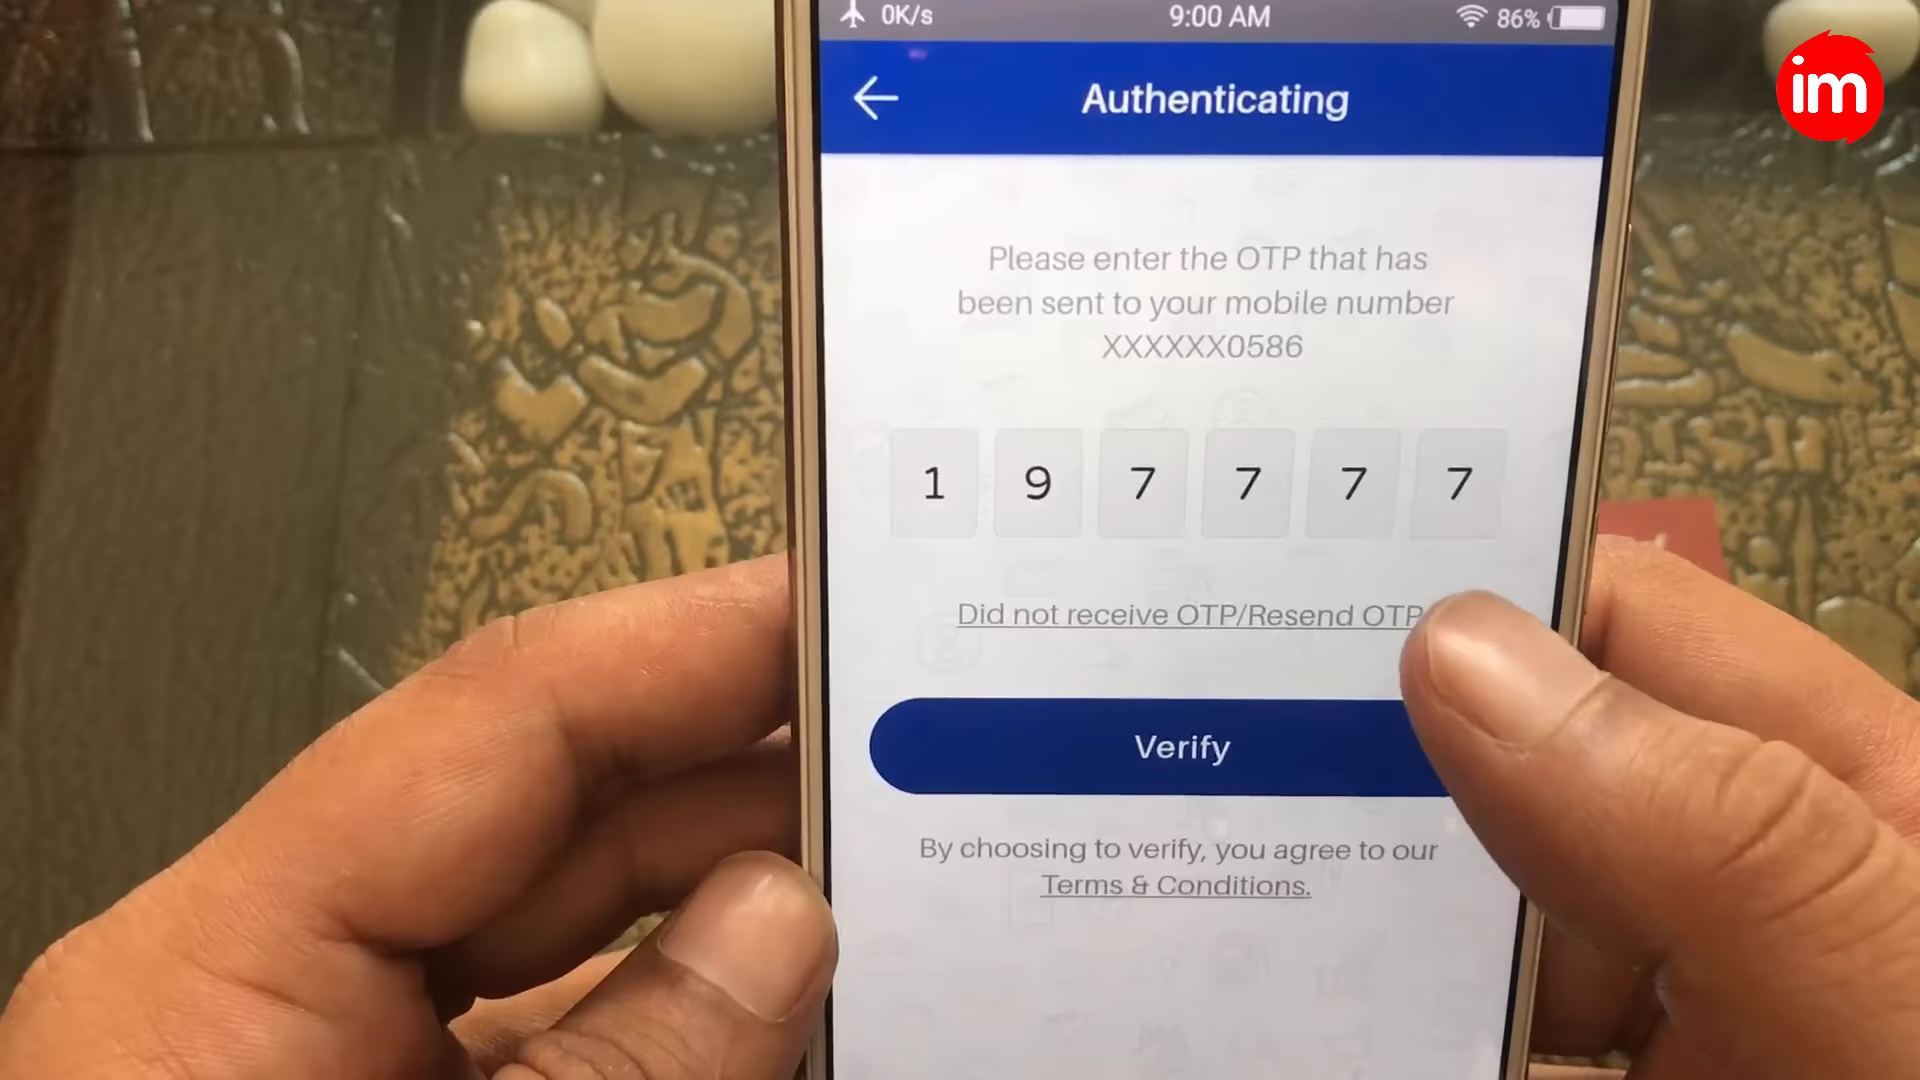 0K/s 9:00 AM 86%
Authenticating
Please enter the OTP that has
been sent to your mobile number
XXXXXX0586
1 9 7 7 7 7
Did not receive OTP/Resend OTP
Verify
By choosing to verify, you agree to our
Terms & Conditions.
im